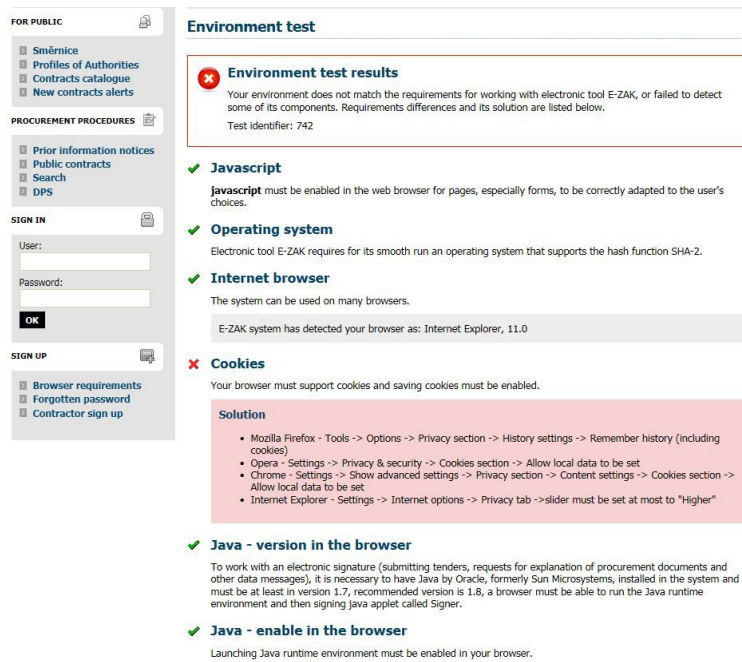 FOR PUBLIC
Směrnice
Profiles of Authorities
Contracts catalogue
New contracts alerts
PROCUREMENT PROCEDURES
Prior information notices
Public contracts
Search
DPS
SIGN IN
User:
Password:
OK
SIGN UP
Browser requirements
Forgotten password
Contractor sign up
Environment test
Environment test results
Your environment does not match the requirements for working with electronic tool E-ZAK, or failed to detect
some of its components. Requirements differences and its solution are listed below.
Test identifier: 742
Javascript
javascript must be enabled in the web browser for pages, especially forms, to be correctly adapted to the user's
choices.
Operating system
Electronic tool E-ZAK requires for its smooth run an operating system that supports the hash function SHA-2.
Internet browser
The system can be used on many browsers.
E-ZAK system has detected your browser as: Internet Explorer, 11.0
Cookies
Your browser must support cookies and saving cookies must be enabled.
Solution
• Mozilla Firefox - Tools -> Options -> Privacy section -> History settings -> Remember history (including
cookies)
• Opera - Settings -> Privacy & security -> Cookies section -> Allow local data to be set
• Chrome - Settings -> Show advanced settings -> Privacy section -> Content settings -> Cookies section ->
Allow local data to be set
• Internet Explorer - Settings -> Internet options -> Privacy tab ->slider must be set at most to "Higher"
Java - version in the browser
To work with an electronic signature (submitting tenders, requests for explanation of procurement documents and
other data messages), it is necessary to have Java by Oracle, formerly Sun Microsystems, installed in the system and
must be at least in version 1.7, recommended version is 1.8, a browser must be able to run the Java runtime
environment and then signing java applet called Signer.
Java - enable in the browser
Launching Java runtime environment must be enabled in your browser.